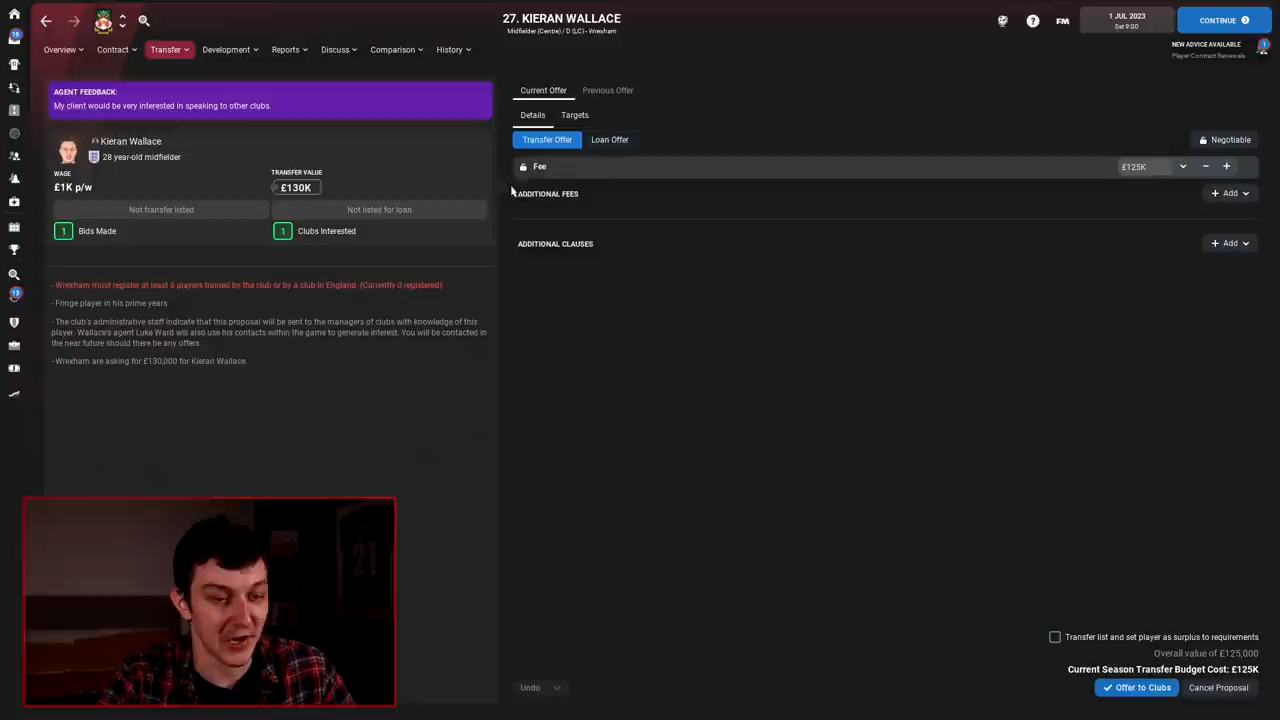 27. KIERAN WALLACE
Midfielder (Centre) / D (LC) - Wrexham
FM
1 JUL 2023
Sat 9:00
CONTINUE
NEW ADVICE AVAILABLE
Player Contract Renewals
Overview
Contract
Transfer
Development
Reports
Discuss
Comparison
History
AGENT FEEDBACK:
My client would be very interested in speaking to other clubs.
Kieran Wallace
28 year-old midfielder
WAGE
£1K p/w
TRANSFER VALUE
£130K
Not transfer listed
Not listed for loan
1 Bids Made
1 Clubs Interested
- Wrexham must register at least 8 players trained by the club or by a club in England (Currently 0 registered)
- Fringe player in his prime years
- The club's administrative staff indicate that this proposal will be sent to the managers of clubs with knowledge of this
player. Wallace's agent Luke Ward will also use his contacts within the game to generate interest. You will be contacted in
the near future should there be any offers.
- Wrexham are asking for £130,000 for Kieran Wallace.
Current Offer
Previous Offer
Details
Targets
Transfer Offer
Loan Offer
Negotiable
Fee
£125K
ADDITIONAL FEES
Add
ADDITIONAL CLAUSES
Add
21
Transfer list and set player as surplus to requirements
Overall value of £125,000
Current Season Transfer Budget Cost: £125K
Undo
Offer to Clubs
Cancel Proposal